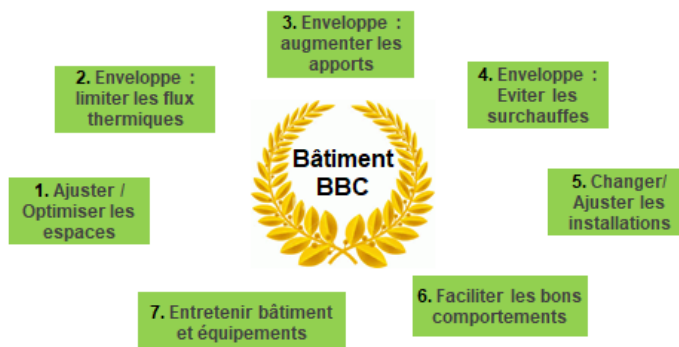 1. Ajuster /
Optimiser les
espaces
2. Enveloppe :
limiter les flux
thermiques
3. Enveloppe :
augmenter les
apports
4. Enveloppe :
Eviter les
surchauffes
5. Changer/
Ajuster les
installations
6. Faciliter les bons
comportements
7. Entretenir bâtiment
et équipements
Bâtiment
BBC